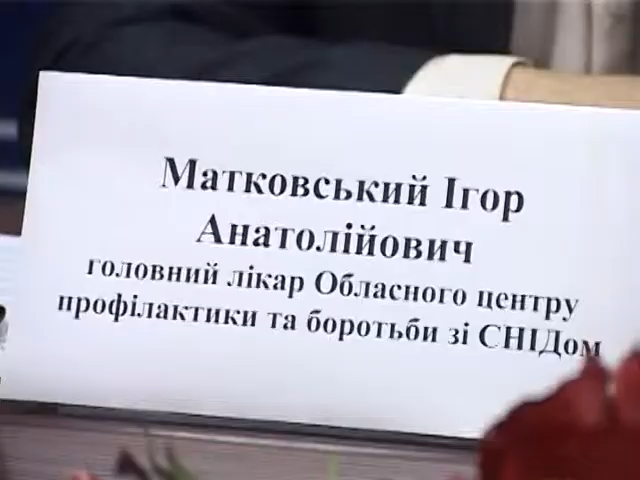 Матковський Ігор
Анатолійович
головний лікар Обласного центру
профілактики та боротьби зі СНІДом